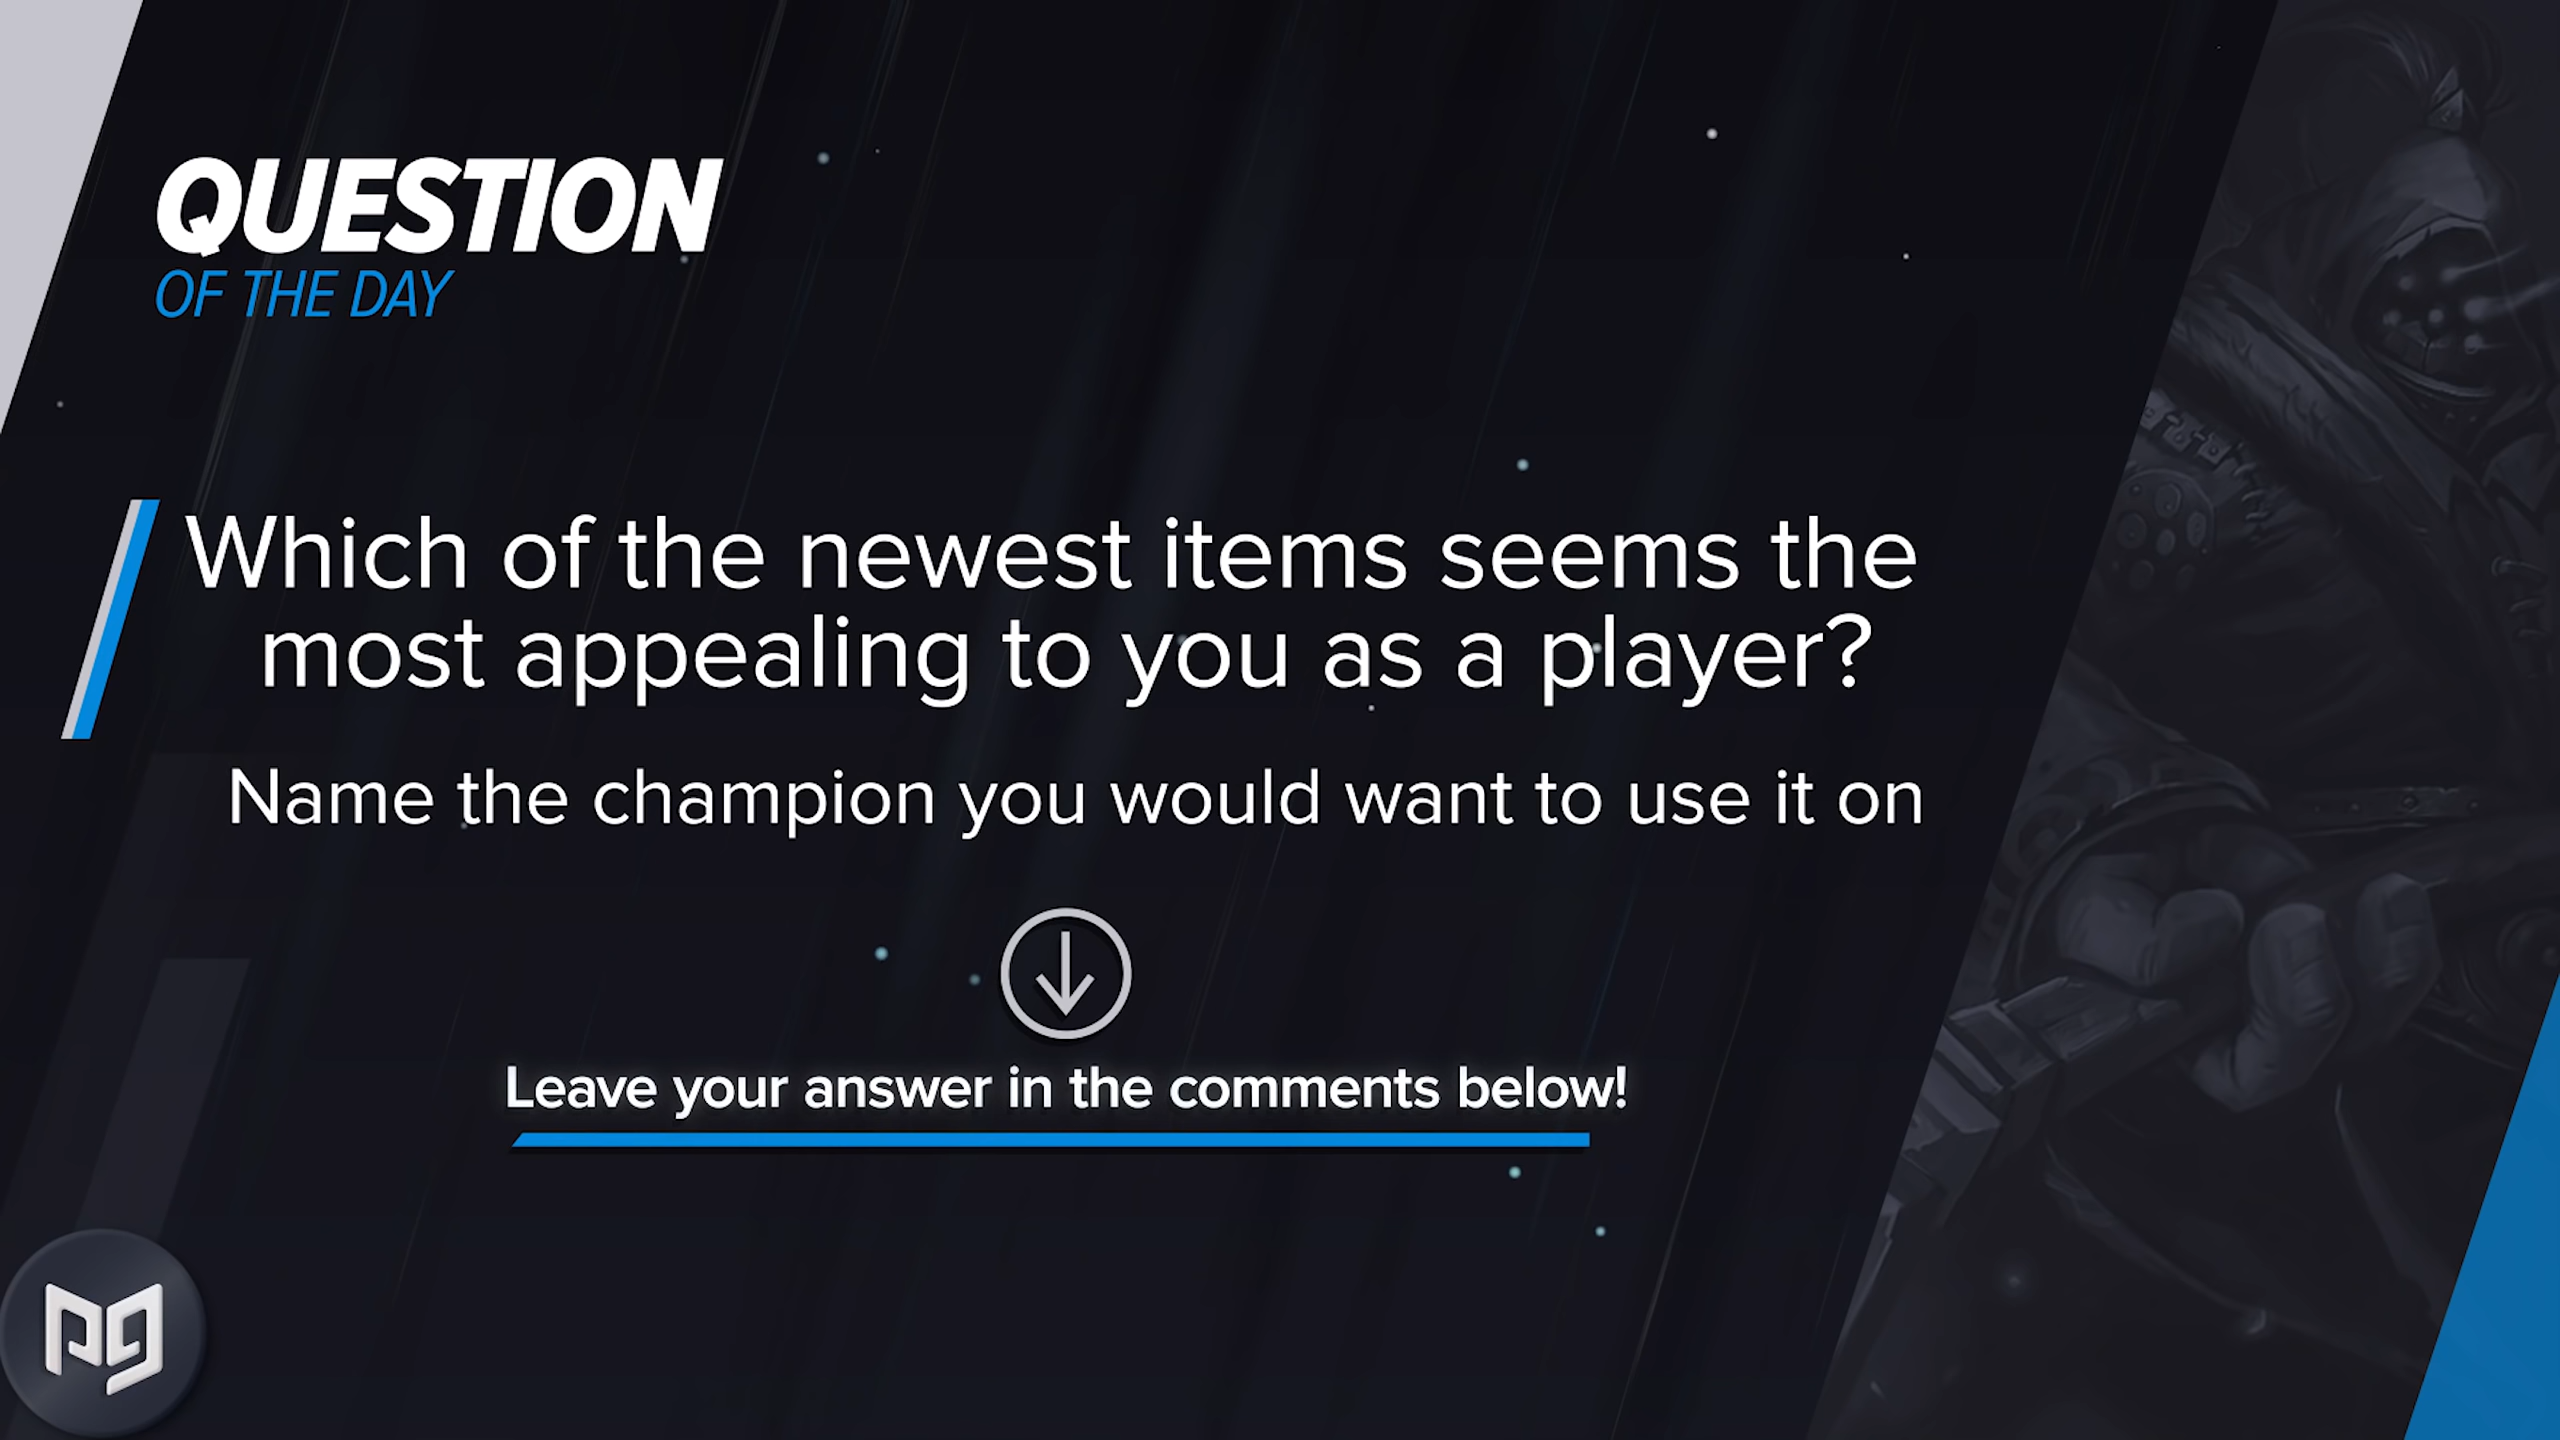 QUESTION
OF THE DAY
Which of the newest items seems the
most appealing to you as a player?
Name the champion you would want to use it on
Leave your answer in the comments below!
pg